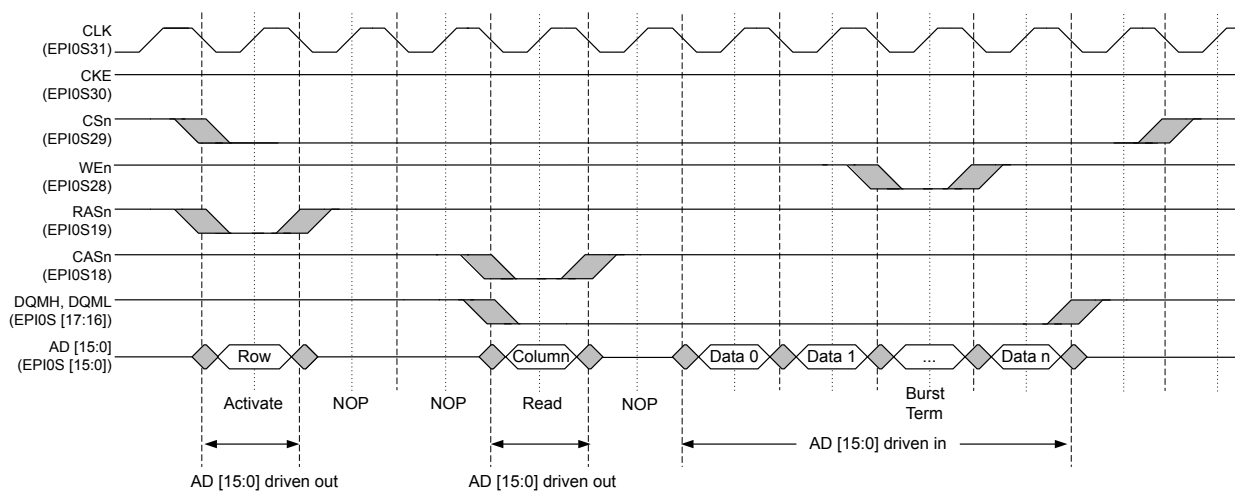 CLK
(EPI0S31)
CKE
(EPI0S30)
CSn
(EPI0S29)
WEn
(EPI0S28)
RASn
(EPI0S19)
CASn
(EPI0S18)
DQMH, DQML
(EPI0S [17:16])
AD [15:0]
(EPI0S [15:0])
Row
Column
Data 0
Data 1
...
Data n
Activate
NOP
NOP
Read
NOP
Burst
Term
AD [15:0] driven in
AD [15:0] driven out
AD [15:0] driven out